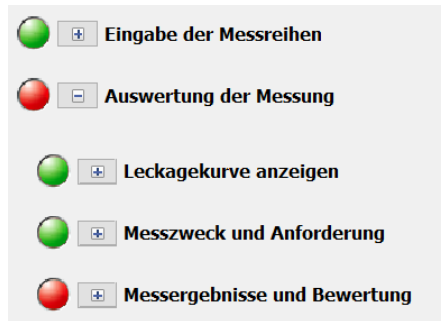 Eingabe der Messreihen
Auswertung der Messung
Leckagekurve anzeigen
Messzweck und Anforderung
Messergebnisse und Bewertung